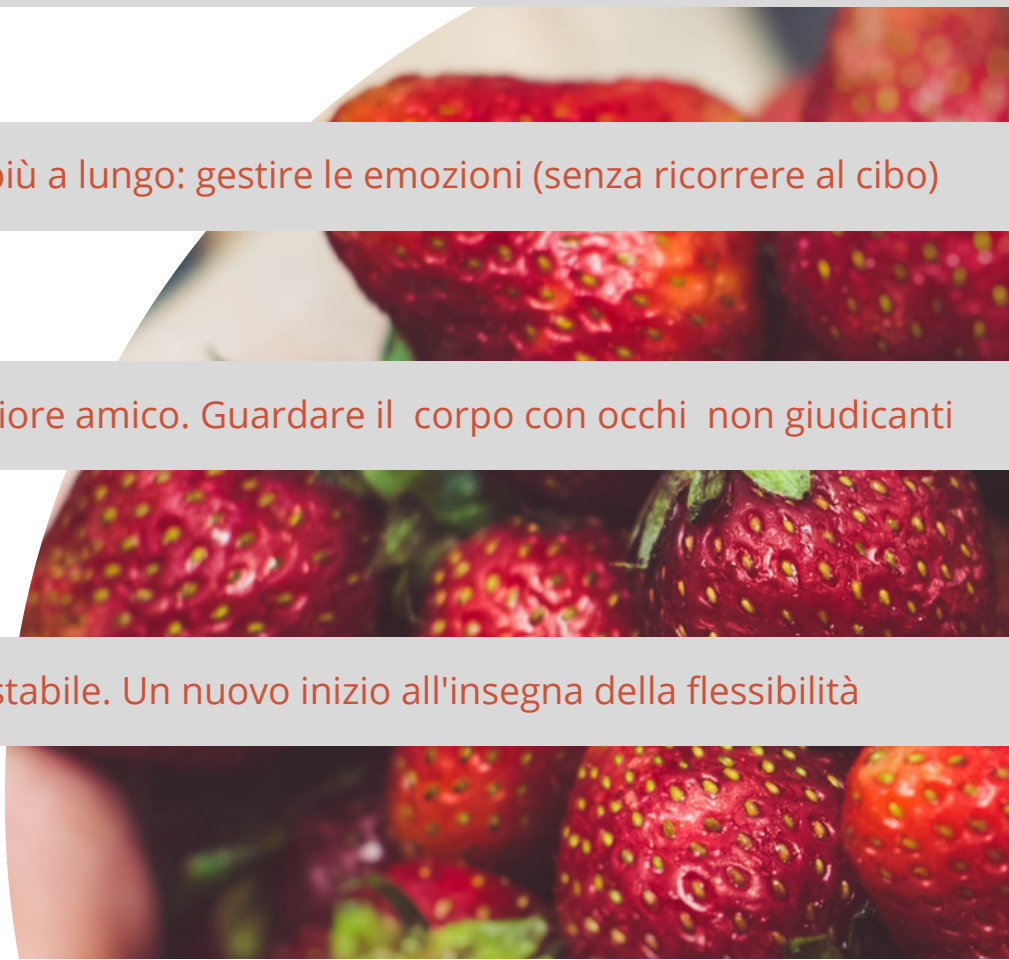 più a lungo: gestire le emozioni (senza ricorrere al cibo)
iore amico. Guardare il  corpo con occhi  non giudicanti
stabile. Un nuovo inizio all'insegna della flessibilità